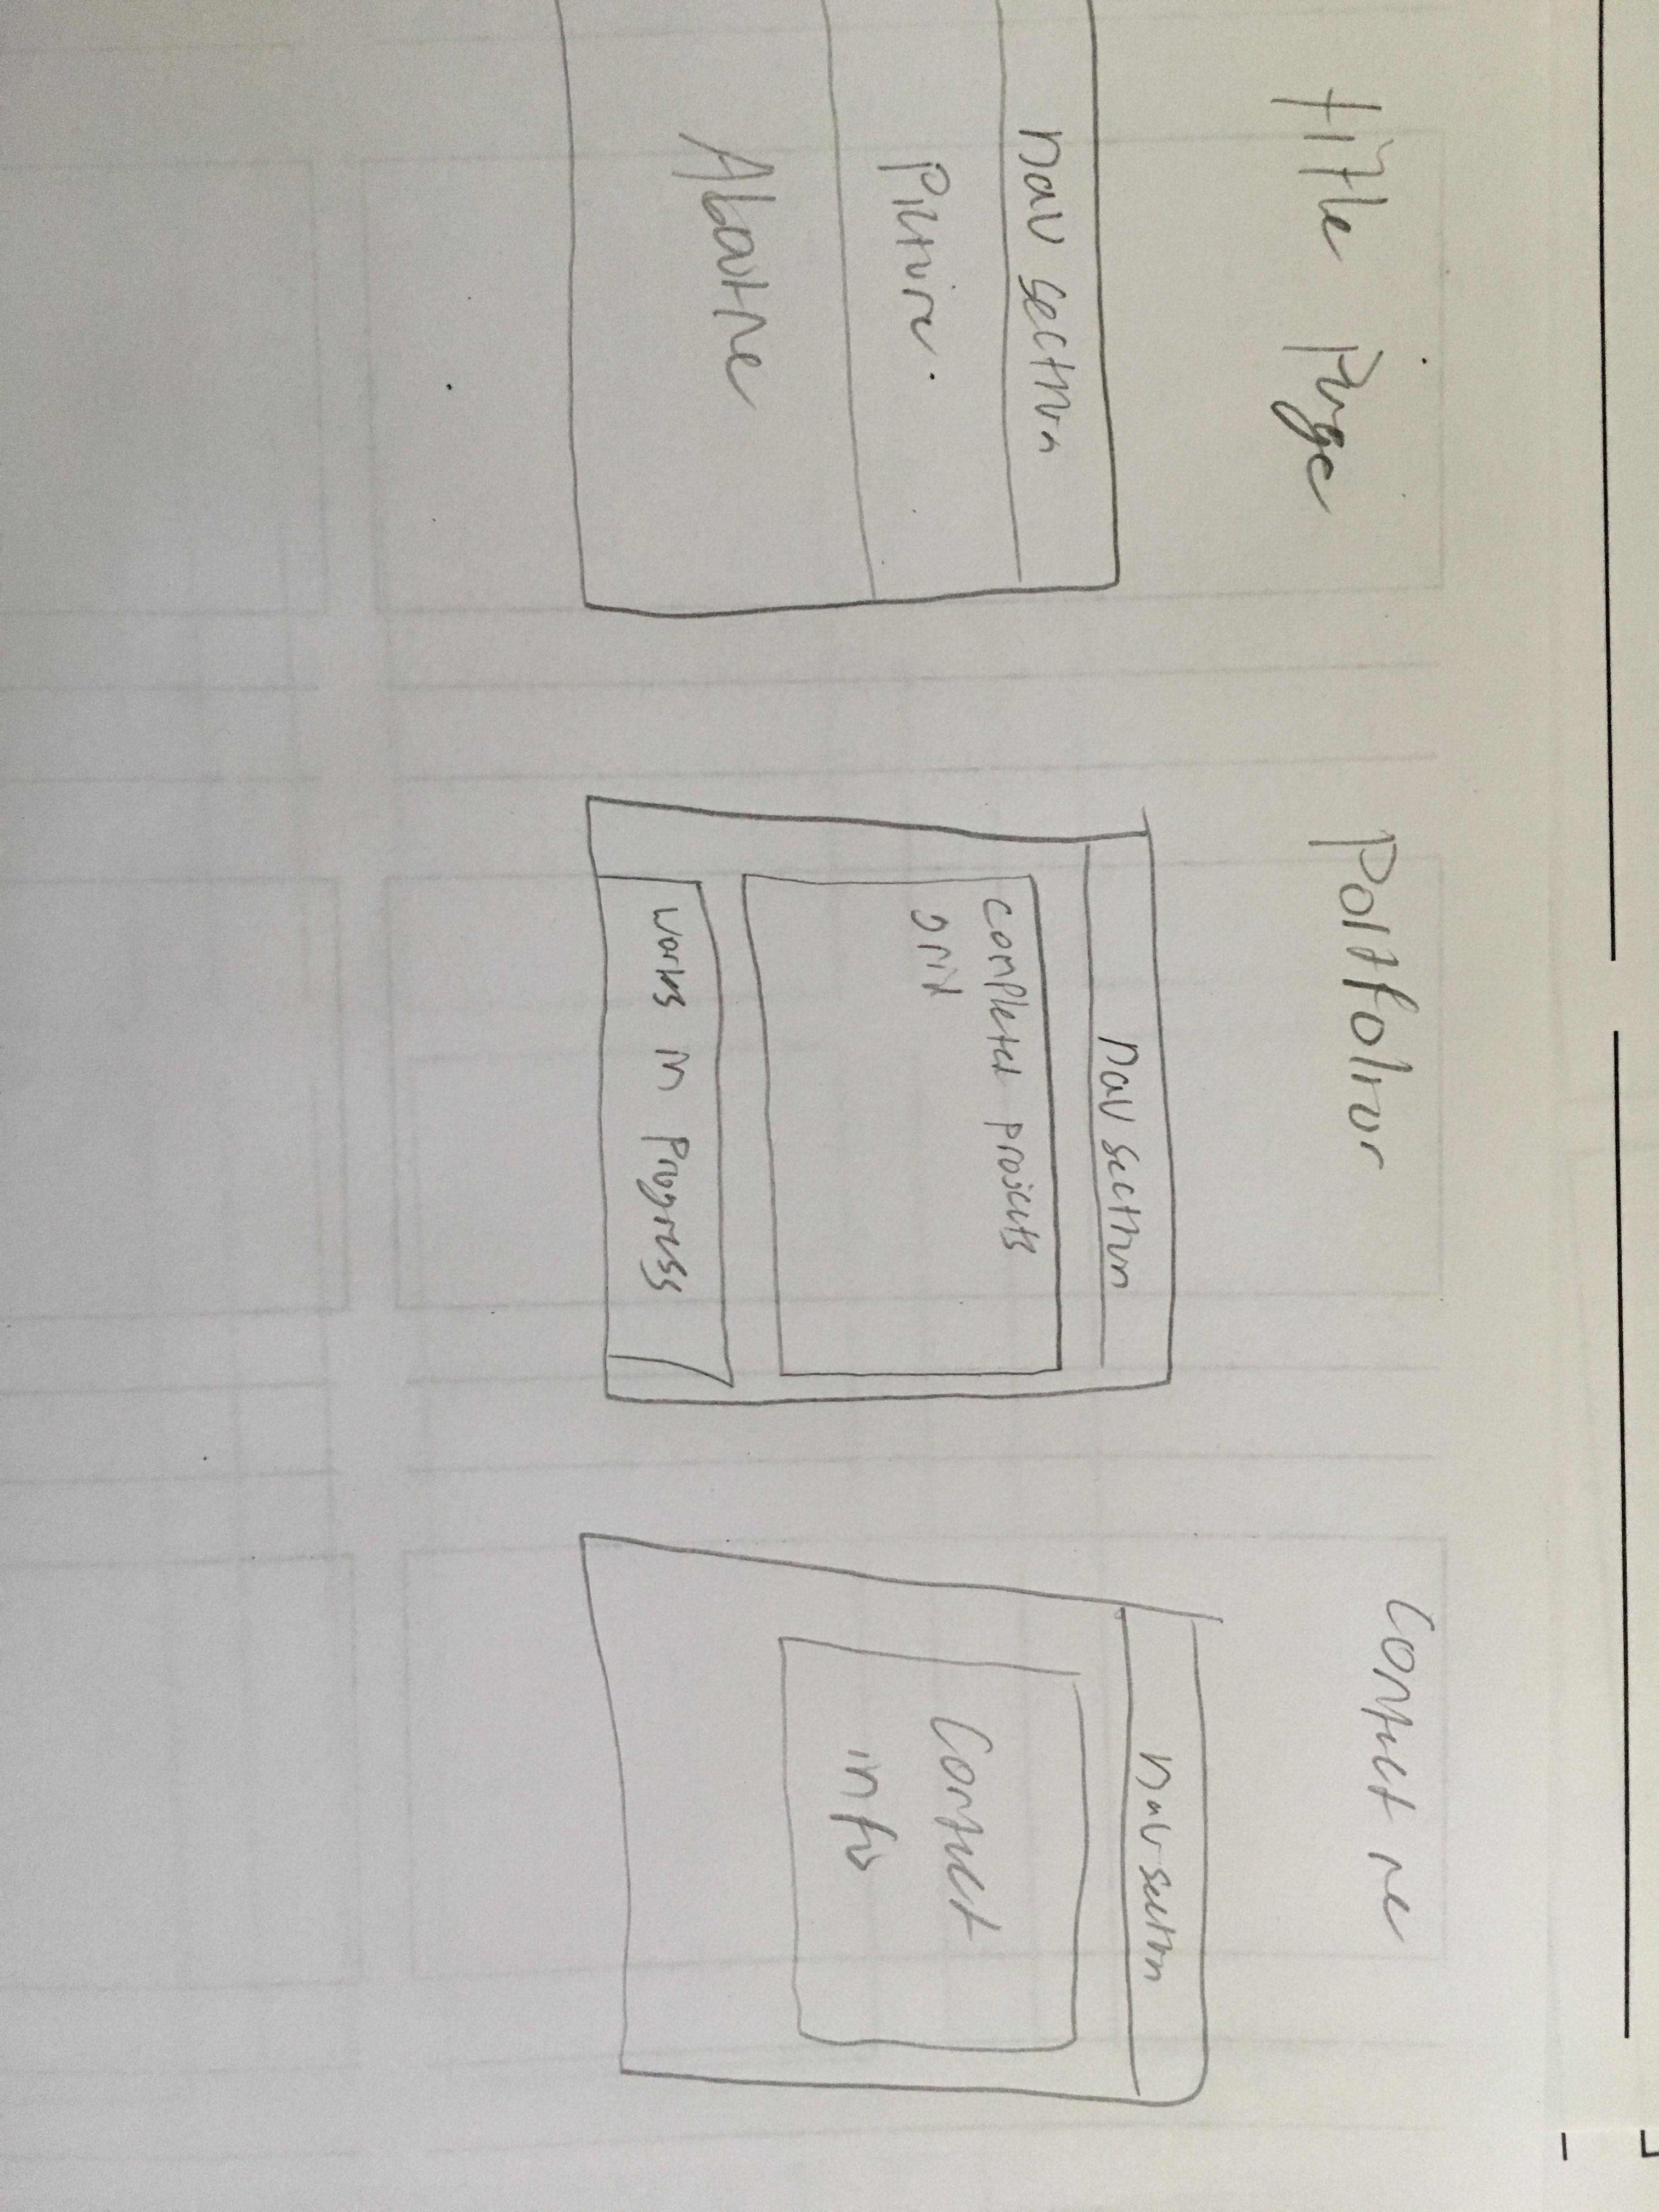 Title Page
nav section
Picture
About me
Portfolio
nav section
completed projects
grid
works in Progress
Contact me
nav section
Contact
info